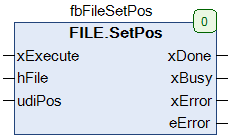 fbFileSetPos
0
FILE.SetPos
xExecute xDone
hFile xBusy
udiPos xError
eError